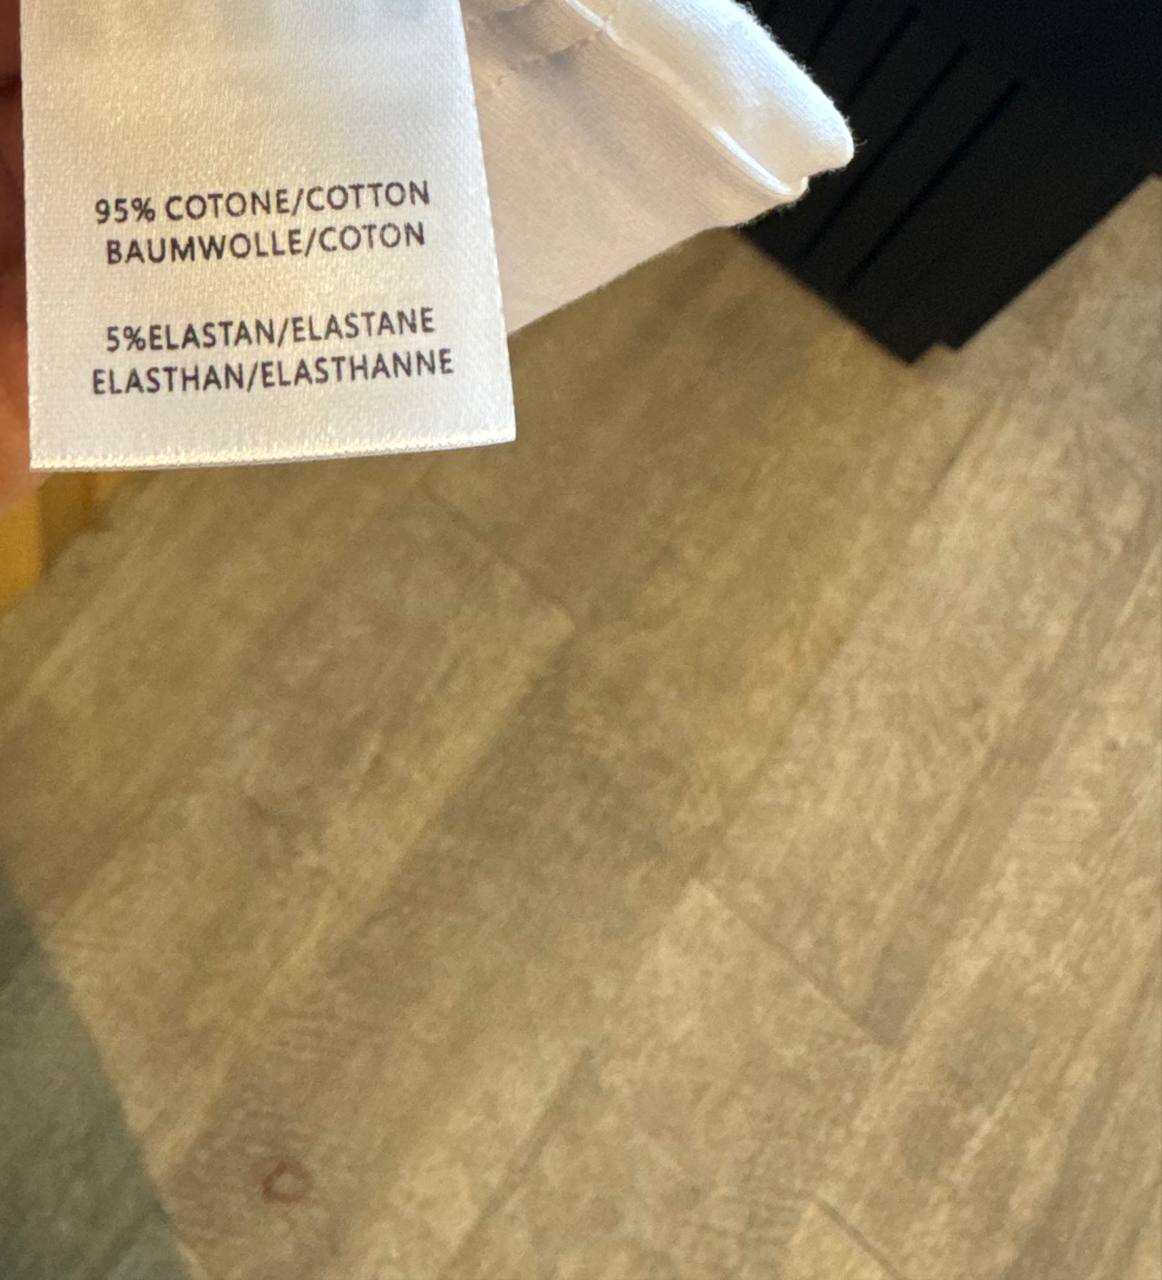 95% COTONE/COTTON
BAUMWOLLE/COTON
5%ELASTAN/ELASTANE
ELASTHAN/ELASTHANNE